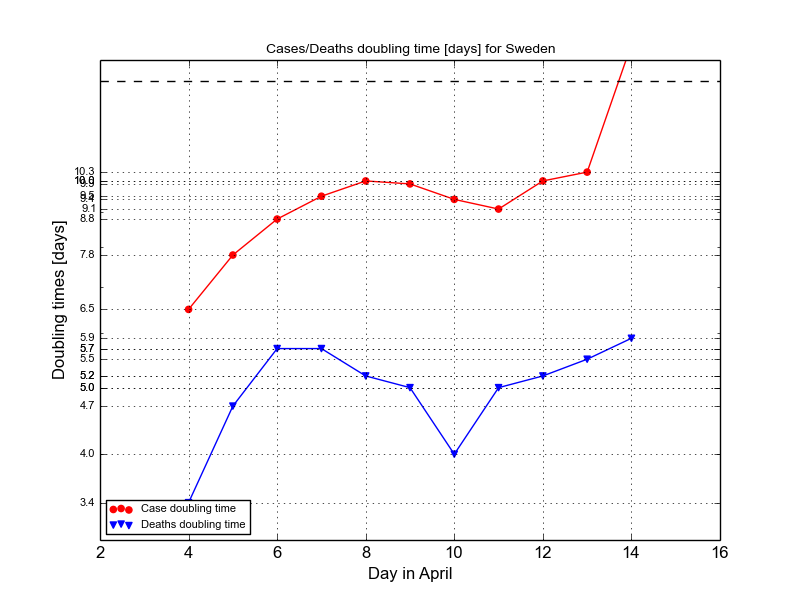 Cases/Deaths doubling time [days] for Sweden
Doubling times [days]
10.3
10.0
9.9
9.5
9.4
9.1
8.8
7.8
6.5
5.9
5.7
5.5
5.2
5.0
4.7
4.0
3.4
Case doubling time
Deaths doubling time
2 4 6 8 10 12 14 16
Day in April